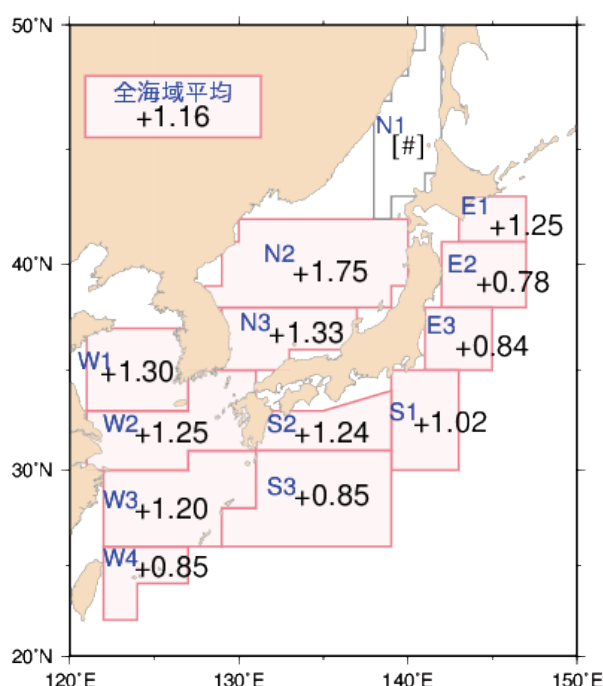 50˚N
全海域平均
+1.16
N1
[#]
E1
+1.25
40˚N
N2
+1.75
E2
+0.78
N3
+1.33
E3
+0.84
W1
+1.30
W2
+1.25
S2
+1.24
S1
+1.02
30˚N
W3
+1.20
S3
+0.85
W4
+0.85
20˚N
120˚E
130˚E
140˚E
150˚E